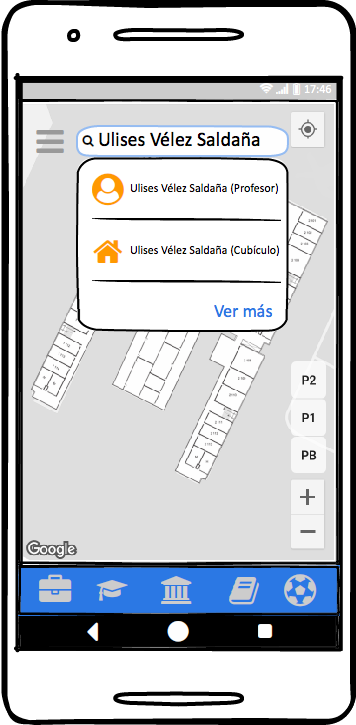 17:46
Ulises Vélez Saldaña
Ulises Vélez Saldaña (Profesor)
Ulises Vélez Saldaña (Cubículo)
Ver más
P2
P1
PB
+
−
Google